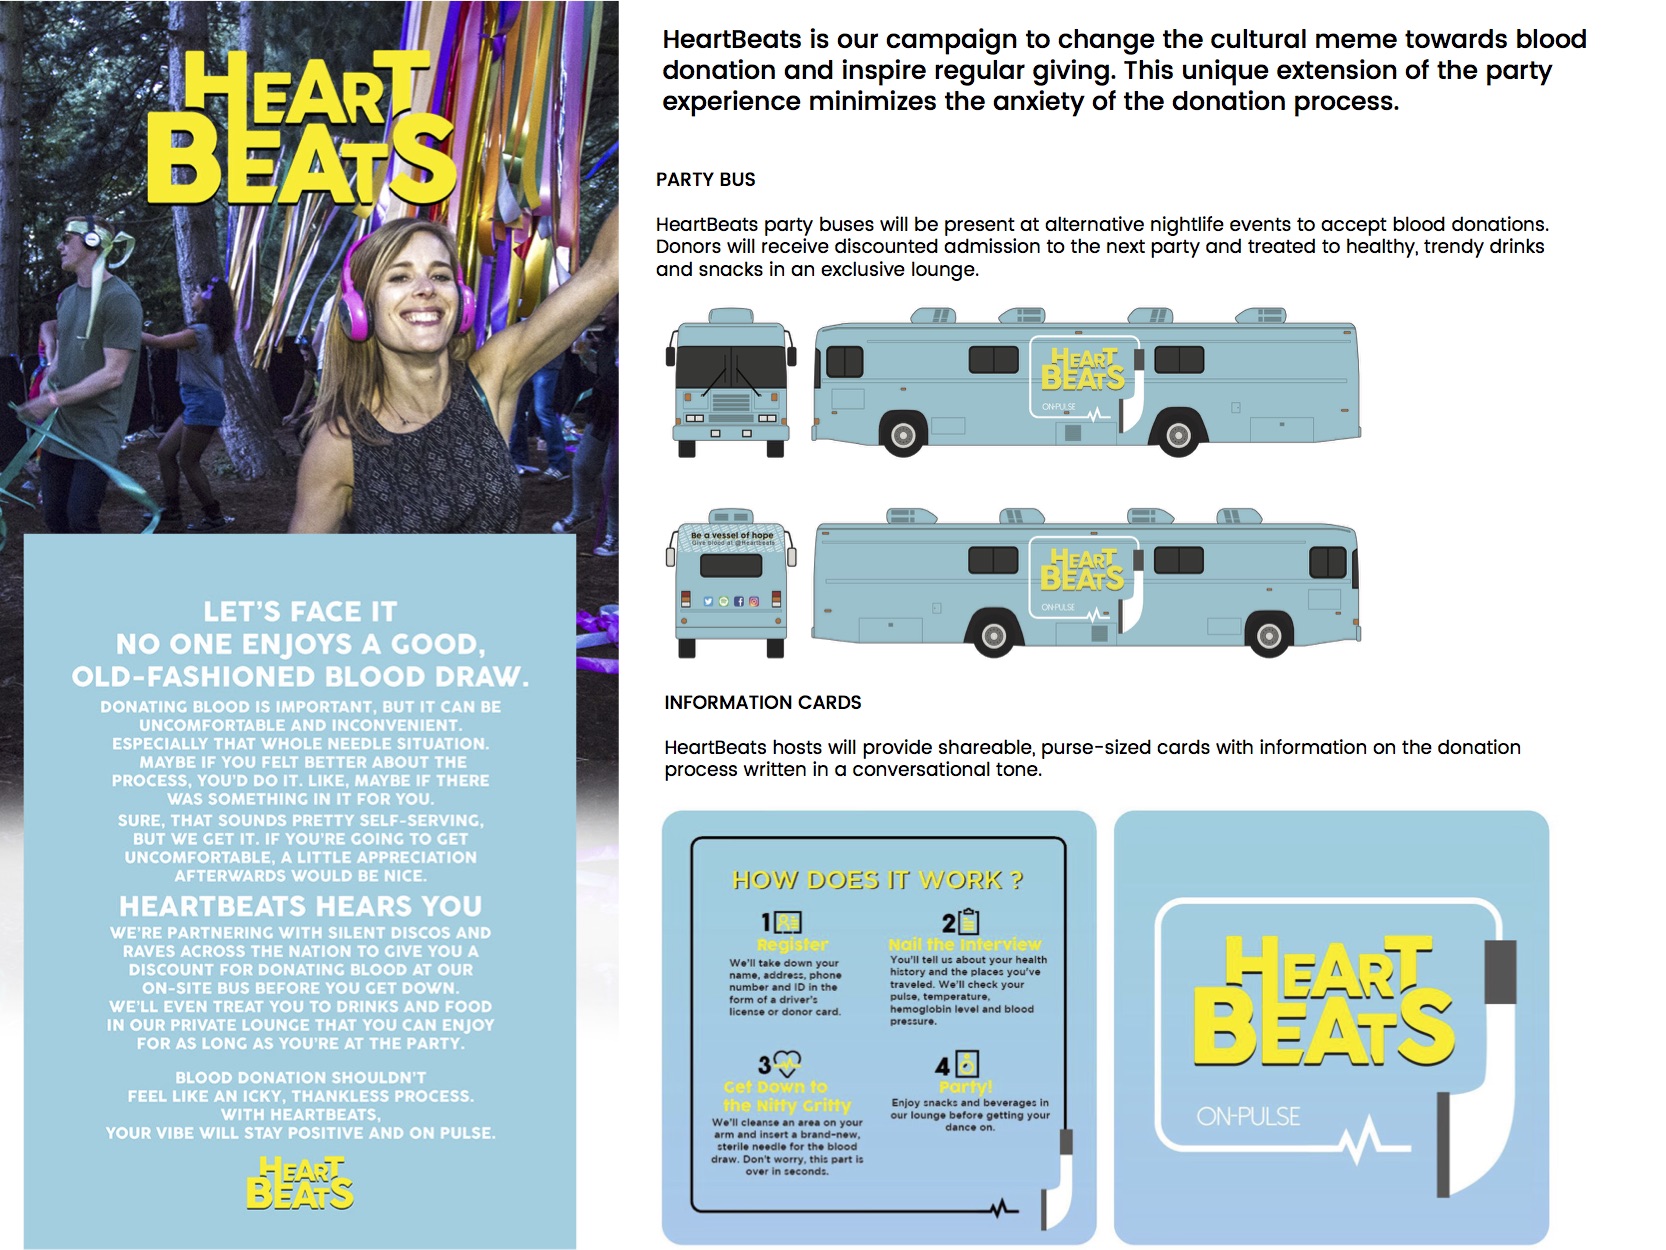 HEART
BEATS
LET'S FACE IT
NO ONE ENJOYS A GOOD,
OLD-FASHIONED BLOOD DRAW.
DONATING BLOOD IS IMPORTANT, BUT IT CAN BE
UNCOMFORTABLE AND INCONVENIENT.
ESPECIALLY THAT WHOLE NEEDLE SITUATION.
MAYBE IF YOU FELT BETTER ABOUT THE
PROCESS, YOU'D DO IT. LIKE, MAYBE IF THERE
WAS SOMETHING IN IT FOR YOU.
SURE, THAT SOUNDS PRETTY SELF-SERVING,
BUT WE GET IT. IF YOU'RE GOING TO GET
UNCOMFORTABLE, A LITTLE APPRECIATION
AFTERWARDS WOULD BE NICE.
HEARTBEATS HEARS YOU
WE'RE PARTNERING WITH SILENT DISCOS AND
RAVES ACROSS THE NATION TO GIVE YOU A
DISCOUNT FOR DONATING BLOOD AT OUR
ON-SITE BUS BEFORE YOU GET DOWN.
WE'LL EVEN TREAT YOU TO DRINKS AND FOOD
IN OUR PRIVATE LOUNGE THAT YOU CAN ENJOY
FOR AS LONG AS YOU'RE AT THE PARTY.
BLOOD DONATION SHOULDN'T
FEEL LIKE AN ICKY, THANKLESS PROCESS.
WITH HEARTBEATS,
YOUR VIBE WILL STAY POSITIVE AND ON PULSE.
HEART
BEATS
HeartBeats is our campaign to change the cultural meme towards blood
donation and inspire regular giving. This unique extension of the party
experience minimizes the anxiety of the donation process.
PARTY BUS
HeartBeats party buses will be present at alternative nightlife events to accept blood donations.
Donors will receive discounted admission to the next party and treated to healthy, trendy drinks
and snacks in an exclusive lounge.
HEART
BEATS
ON-PULSE
Be a vessel of hope
Give blood at @Heartbeats
HEART
BEATS
ON-PULSE
INFORMATION CARDS
HeartBeats hosts will provide shareable, purse-sized cards with information on the donation
process written in a conversational tone.
HOW DOES IT WORK ?
1
Register
We'll take down your
name, address, phone
number and ID in the
form of a driver's
license or donor card.
2
Nail the Interview
You'll tell us about your health
history and the places you've
traveled. We'll check your
pulse, temperature,
hemoglobin level and blood
pressure.
3
Get Down to
the Nitty Gritty
We'll cleanse an area on your
arm and insert a brand-new,
sterile needle for the blood
draw. Don't worry, this part is
over in seconds.
4
Party!
Enjoy snacks and beverages in
our lounge before getting your
dance on.
HEART
BEATS
ON-PULSE